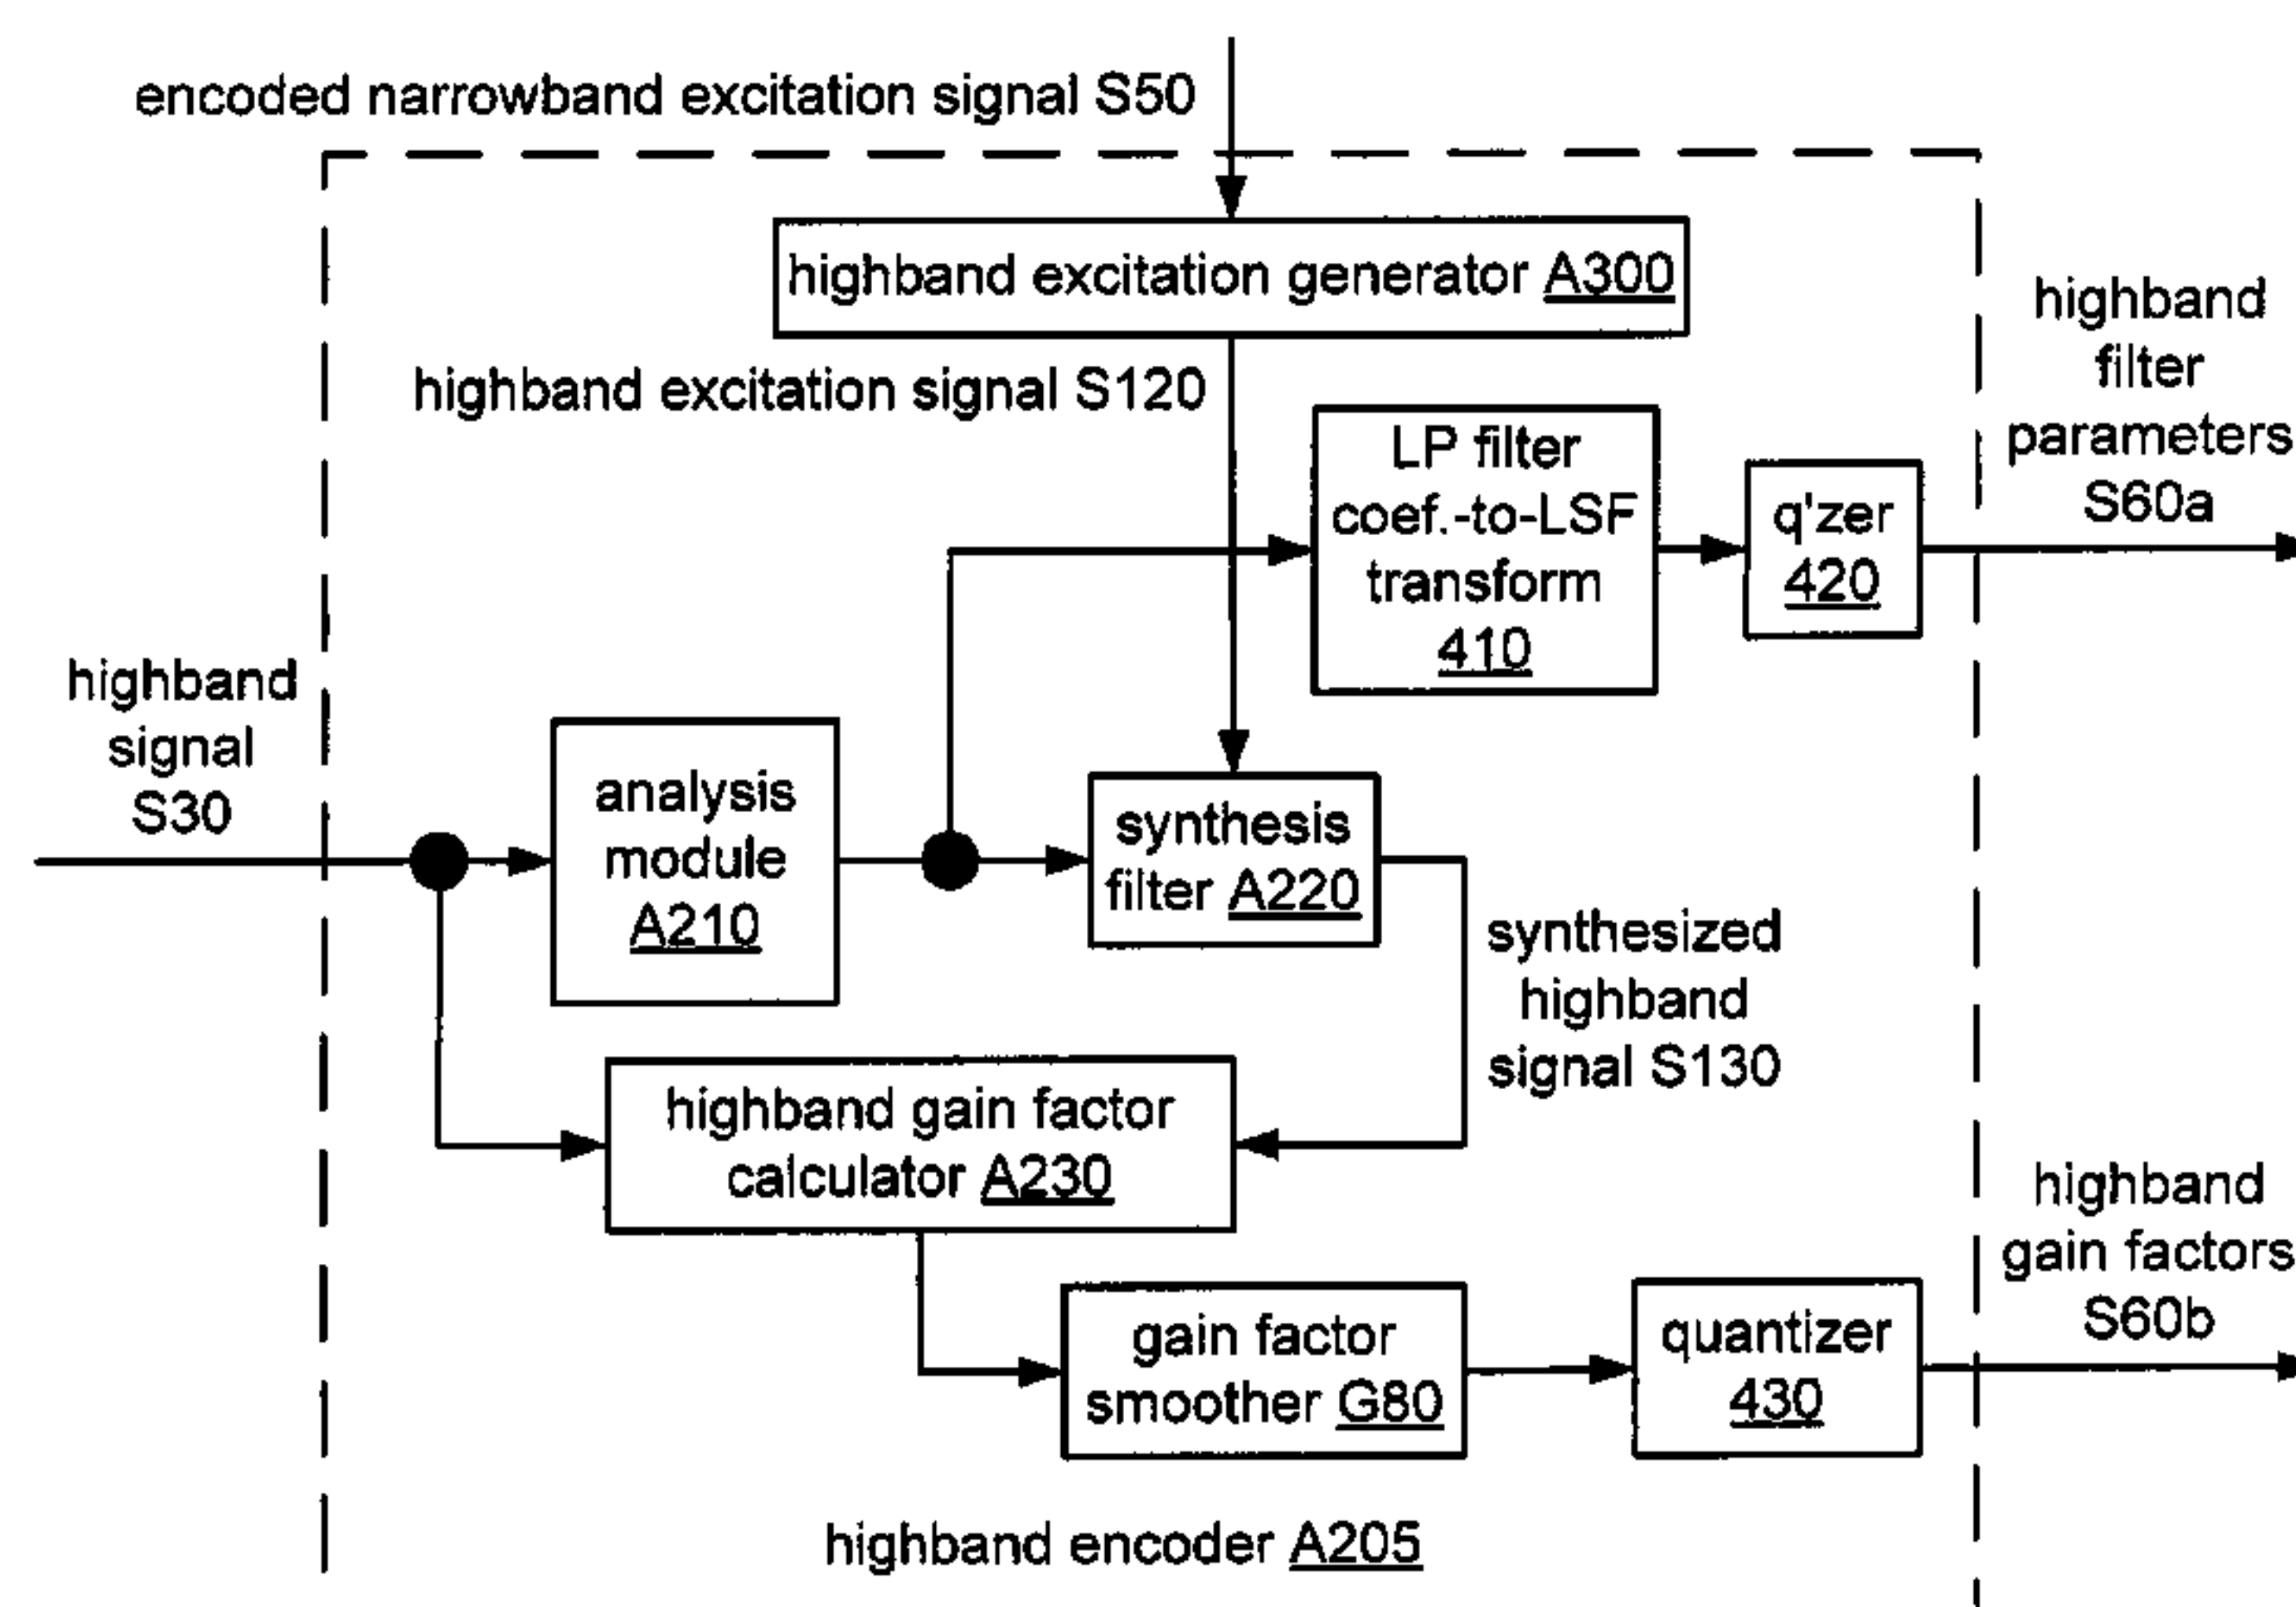 encoded narrowband excitation signal S50
highband excitation generator A300
highband excitation signal S120
highband
filter
parameters
S60a
LP filter
coef.-to-LSF
transform
410
q'zer
420
highband
signal
S30
analysis
module
A210
synthesis
filter A220
synthesized
highband
signal S130
highband gain factor
calculator A230
gain factor
smoother G80
quantizer
430
highband
gain factors
S60b
highband encoder A205